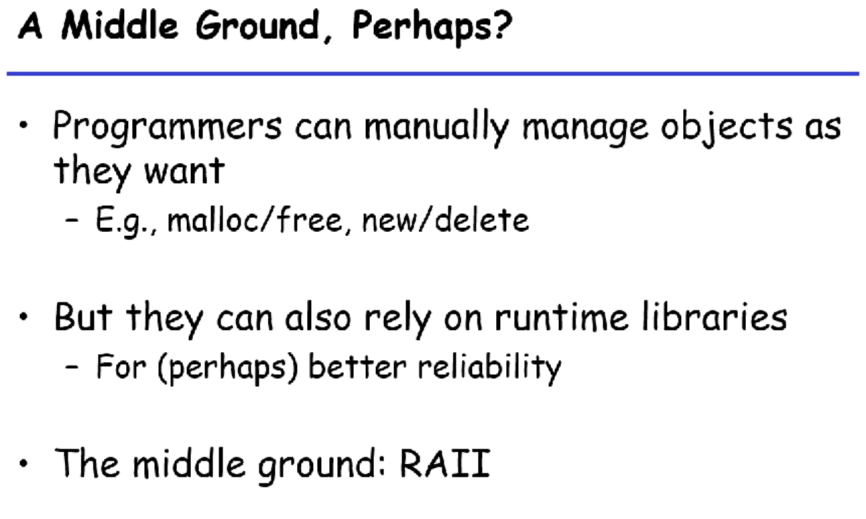 A Middle Ground, Perhaps?
• Programmers can manually manage objects as
they want
– E.g., malloc/free, new/delete
• But they can also rely on runtime libraries
– For (perhaps) better reliability
• The middle ground: RAII